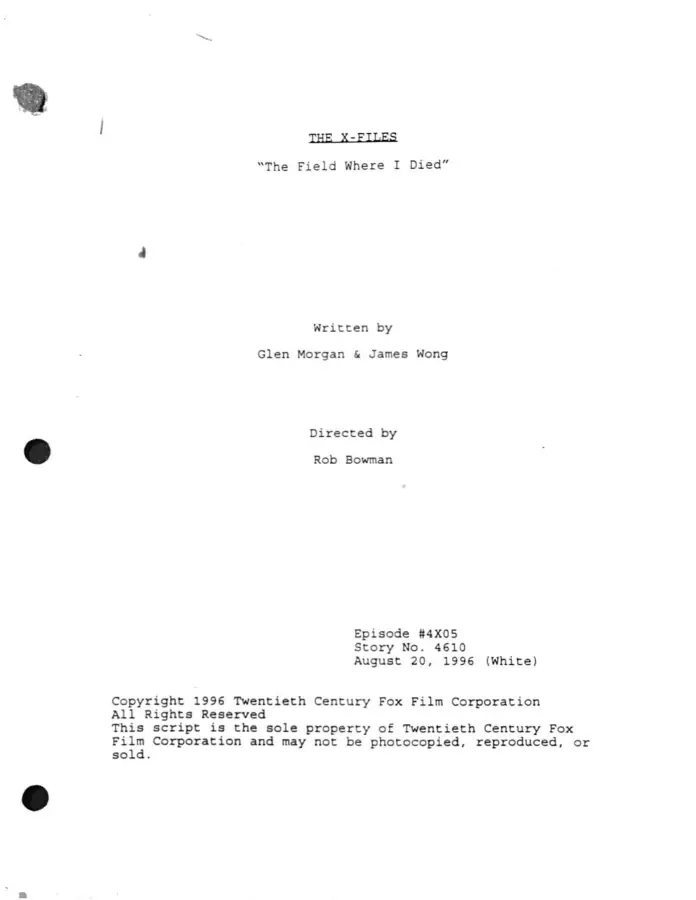 THE X-FILES
"The Field Where I Died"
Written by
Glen Morgan & James Wong
Directed by
Rob Bowman
Episode #4X05
Story No. 4610
August 20, 1996 (White)
Copyright 1996 Twentieth Century Fox Film Corporation
All Rights Reserved
This script is the sole property of Twentieth Century Fox
Film Corporation and may not be photocopied, reproduced, or
sold.